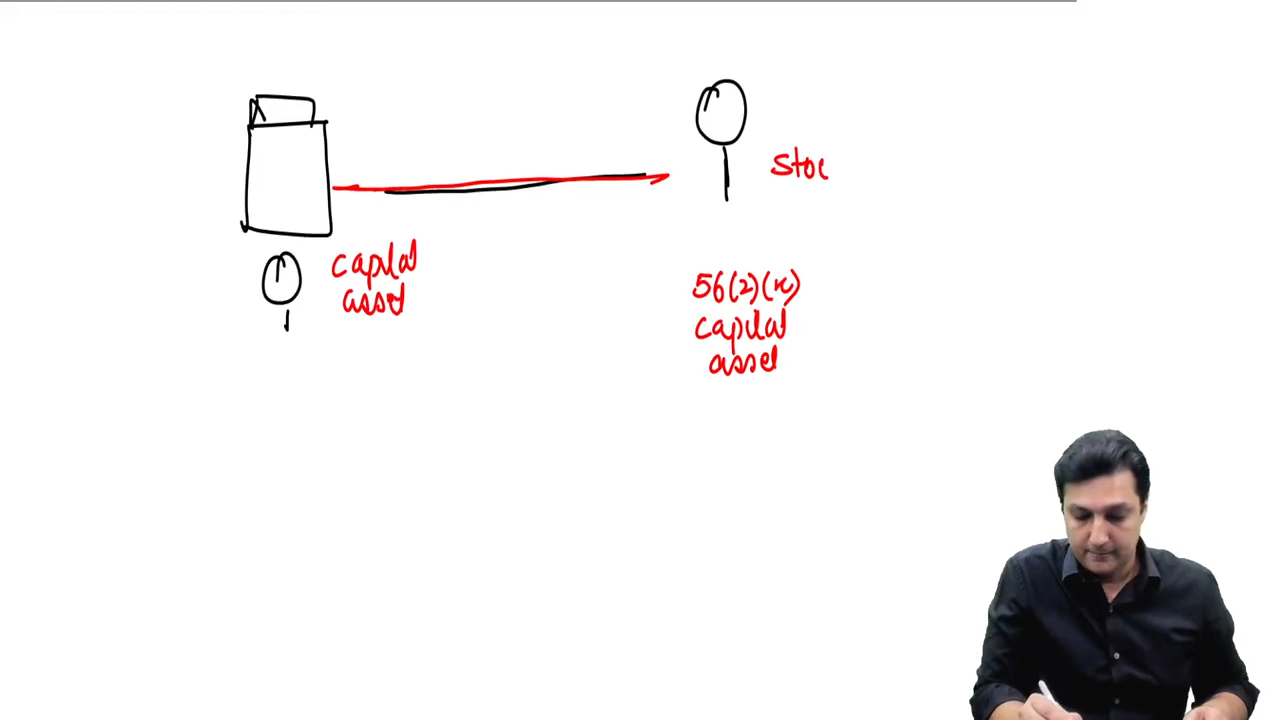 stoc
capital
asset
56(2)(x)
capital
asset